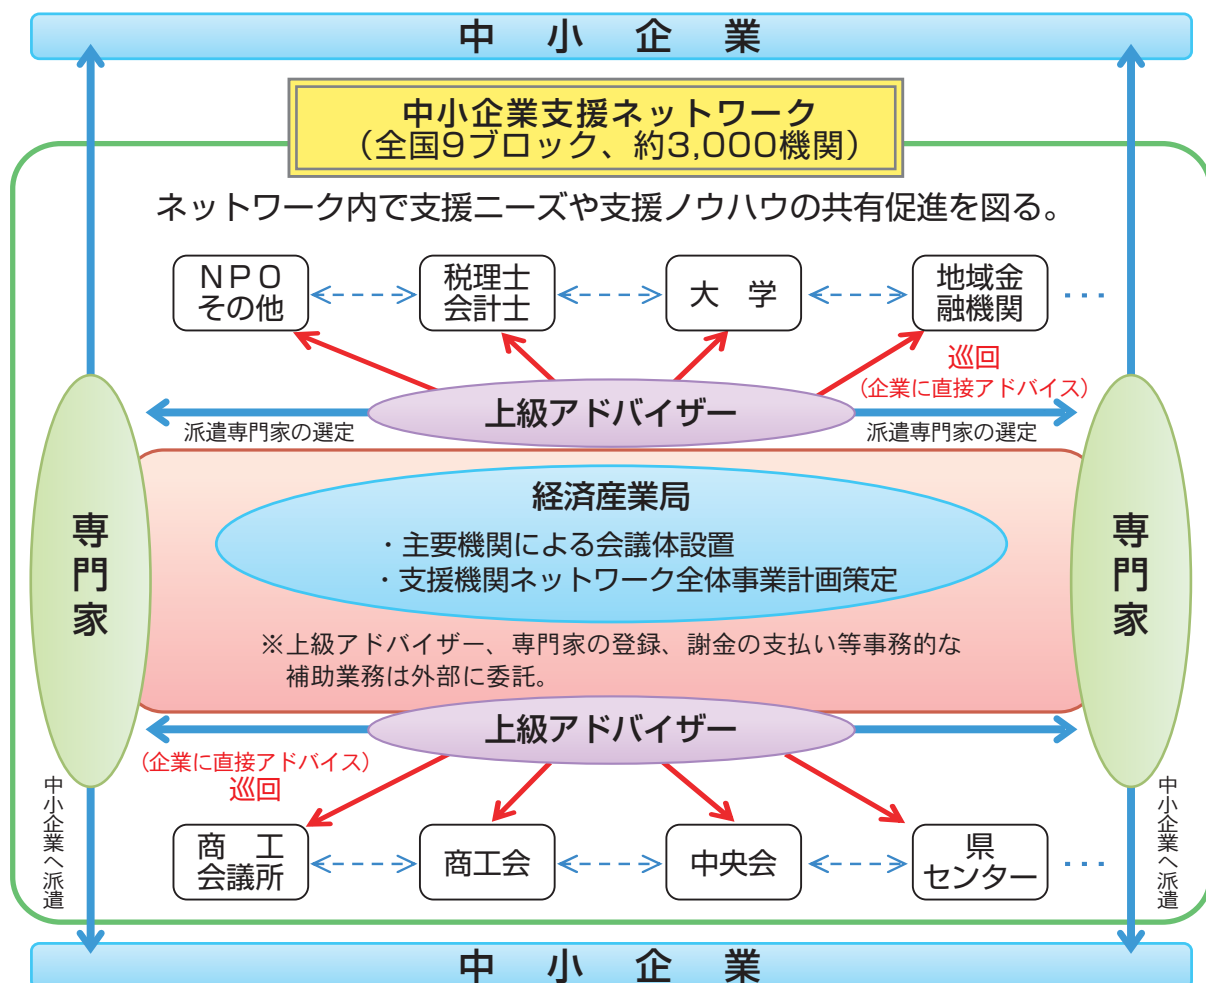 中　小　企　業
中小企業支援ネットワーク
（全国9ブロック、約3,000機関）
ネットワーク内で支援ニーズや支援ノウハウの共有促進を図る。
ＮＰＯ
その他
税理士
会計士
大　学
地域金
融機関
巡回
（企業に直接アドバイス）
上級アドバイザー
派遣専門家の選定
派遣専門家の選定
専門家
専門家
経済産業局
・主要機関による会議体設置
・支援機関ネットワーク全体事業計画策定
※上級アドバイザー、専門家の登録、謝金の支払い等事務的な
補助業務は外部に委託。
上級アドバイザー
（企業に直接アドバイス）
巡回
中小企業へ派遣
中小企業へ派遣
商　工
会議所
商工会
中央会
県
センター
中　小　企　業